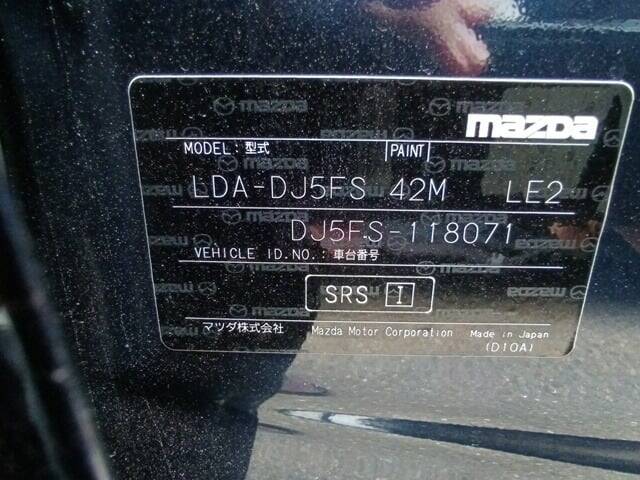 mazda
MODEL: 型式 PAINT
LDA-DJ5FS 42M LE2
DJ5FS-118071
VEHICLE ID.NO.: 車台番号
SRS I
マツダ株式会社 Mazda Motor Corporation Made in Japan
(D10A)